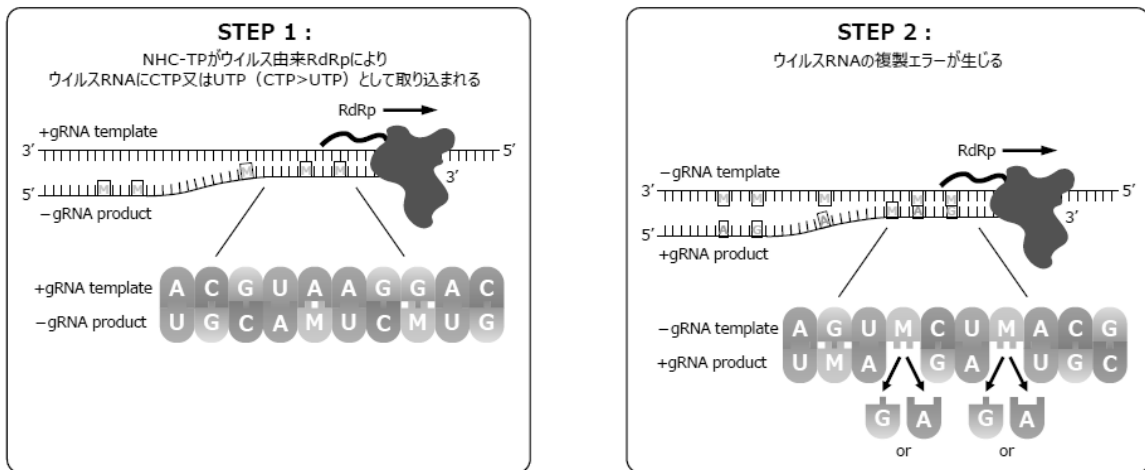 STEP 1 :
NHC-TPがウイルス由来RdRpにより
ウイルスRNAにCTP又はUTP（CTP>UTP）として取り込まれる
RdRp
+gRNA template
3′ 5′
M M M M M
3′
5′
−gRNA product
+gRNA template A C G U A A G G A C
−gRNA product U G C A M U C M U G
STEP 2 :
ウイルスRNAの複製エラーが生じる
RdRp
−gRNA template
3′ 5′
M M M M M M
A G A A G
3′
5′
+gRNA product
−gRNA template A G U M C U M A C G
+gRNA product U M A G A U G C
G A G A
or or